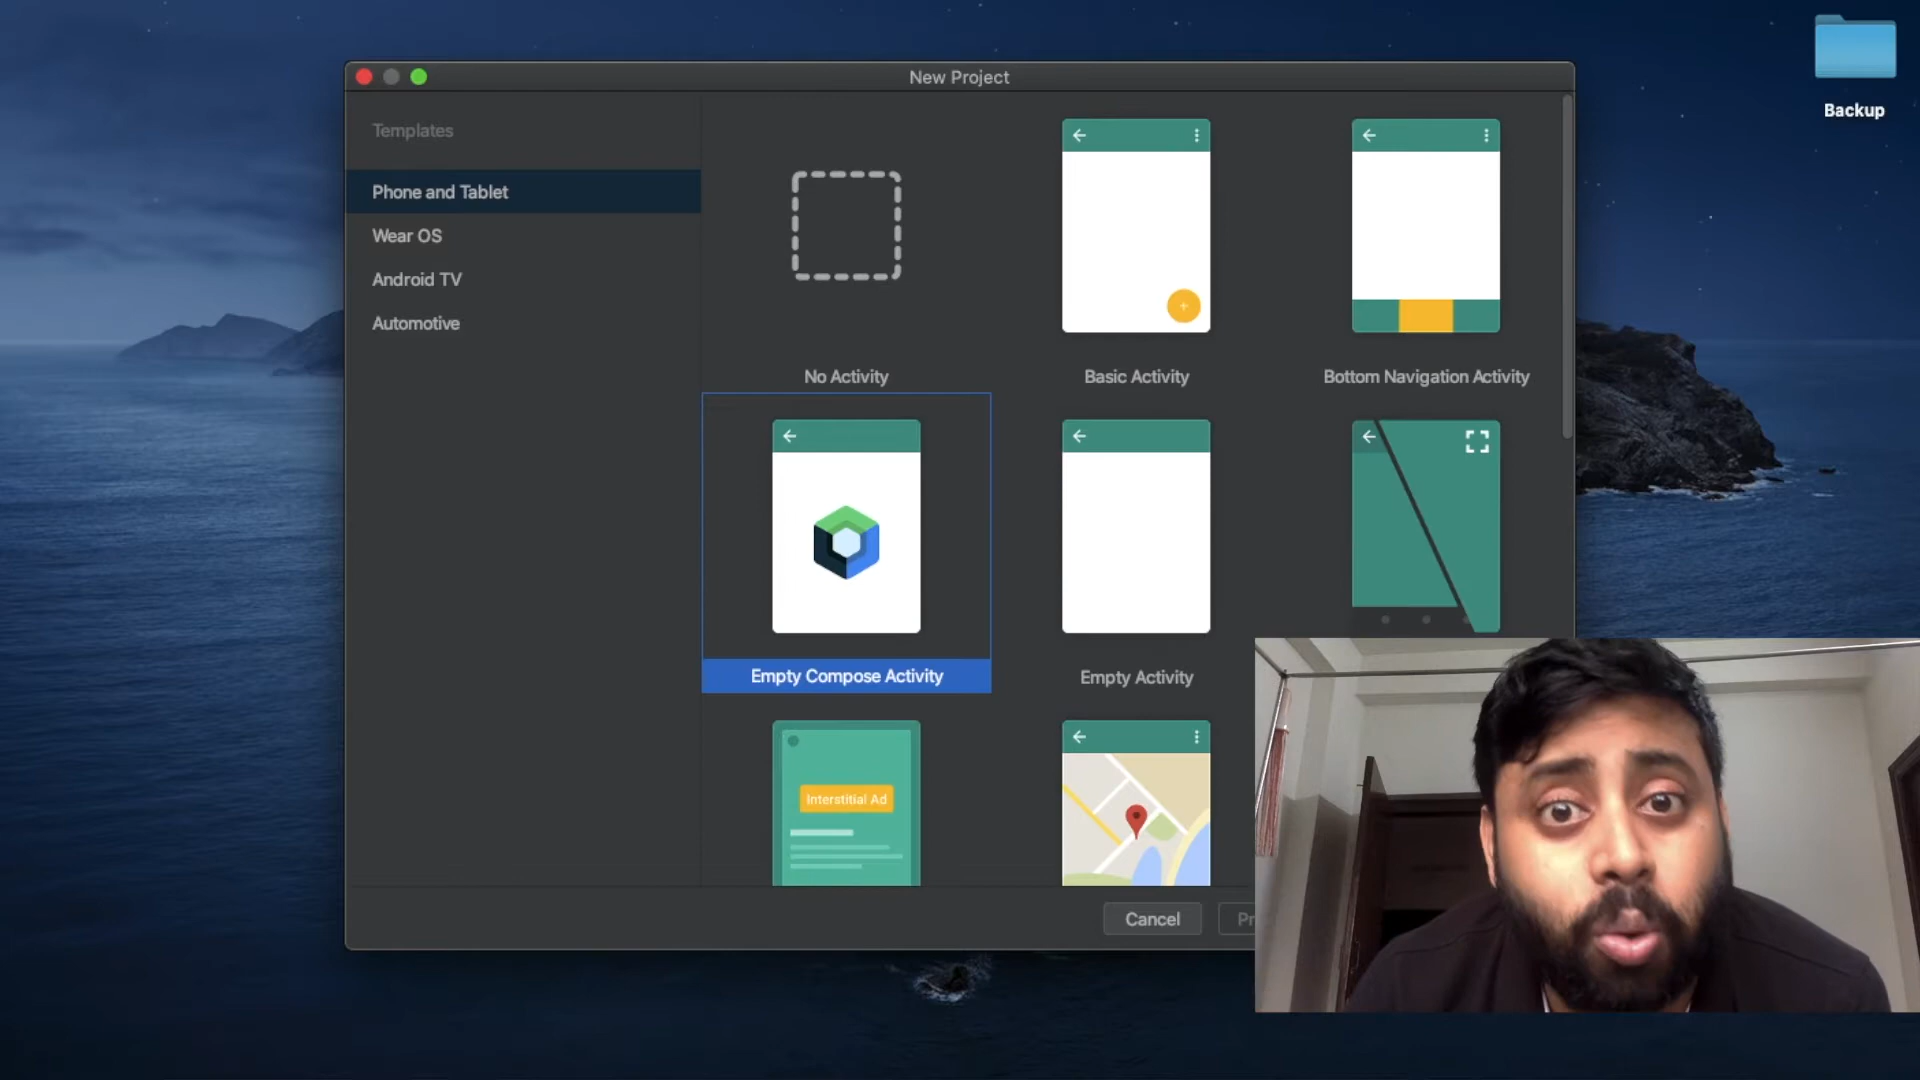 New Project
Backup
Templates
Phone and Tablet
Wear OS
Android TV
Automotive
No Activity
Basic Activity
Bottom Navigation Activity
Empty Compose Activity
Empty Activity
Interstitial Ad
Cancel
Pr